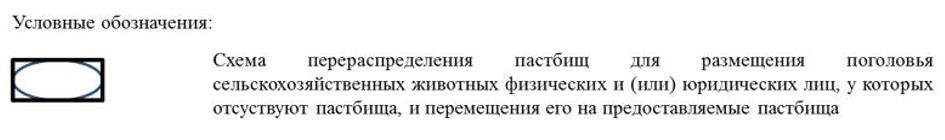 Условные обозначения:
Схема перераспределения пастбищ для размещения поголовья
сельскохозяйственных животных физических и (или) юридических лиц, у которых
отсуствуют пастбища, и перемещения его на предоставляемые пастбища